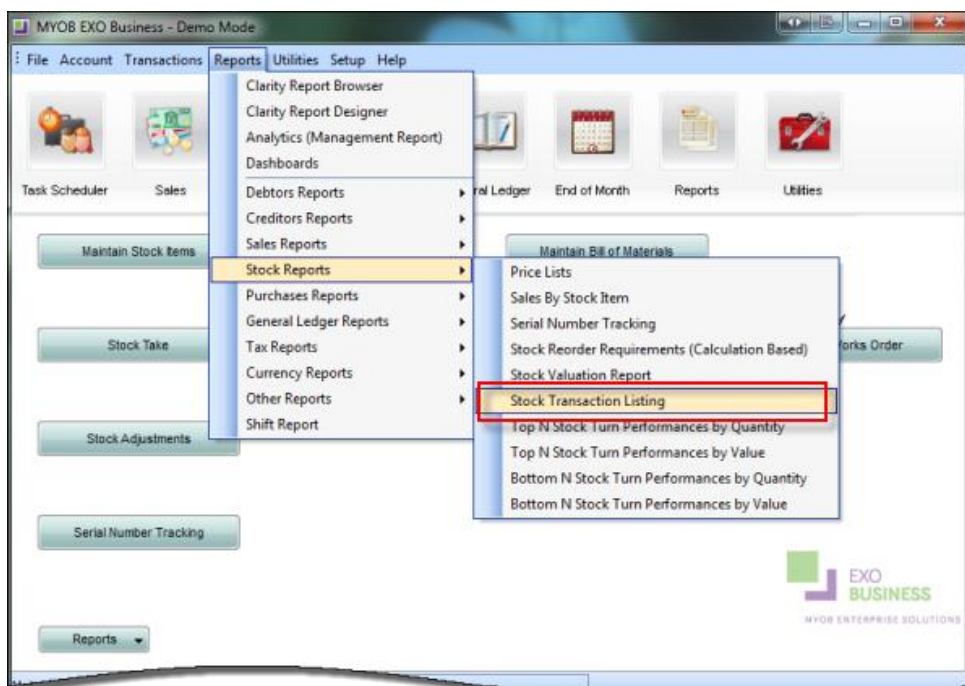 MYOB EXO Business - Demo Mode
File Account Transactions Reports Utilities Setup Help
Clarity Report Browser
Clarity Report Designer
Analytics (Management Report)
Dashboards
Debtors Reports
Creditors Reports
Sales Reports
Stock Reports
Purchases Reports
General Ledger Reports
Tax Reports
Currency Reports
Other Reports
Shift Report
Task Scheduler
Sales
ral Ledger
End of Month
Reports
Utilities
Maintain Stock Items
Maintain Bill of Materials
Price Lists
Sales By Stock Item
Serial Number Tracking
Stock Reorder Requirements (Calculation Based)
Stock Valuation Report
Stock Transaction Listing
Top N Stock Turn Performances by Quantity
Top N Stock Turn Performances by Value
Bottom N Stock Turn Performances by Quantity
Bottom N Stock Turn Performances by Value
Stock Take
orks Order
Stock Adjustments
Serial Number Tracking
EXO
BUSINESS
MYOB ENTERPRISE SOLUTIONS
Reports